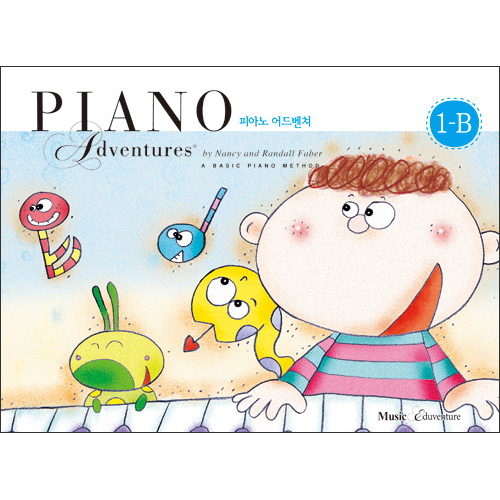 PIANO 피아노 어드벤쳐
Adventures® by Nancy and Randall Faber
A BASIC PIANO METHOD
1-B
Music Eduventure